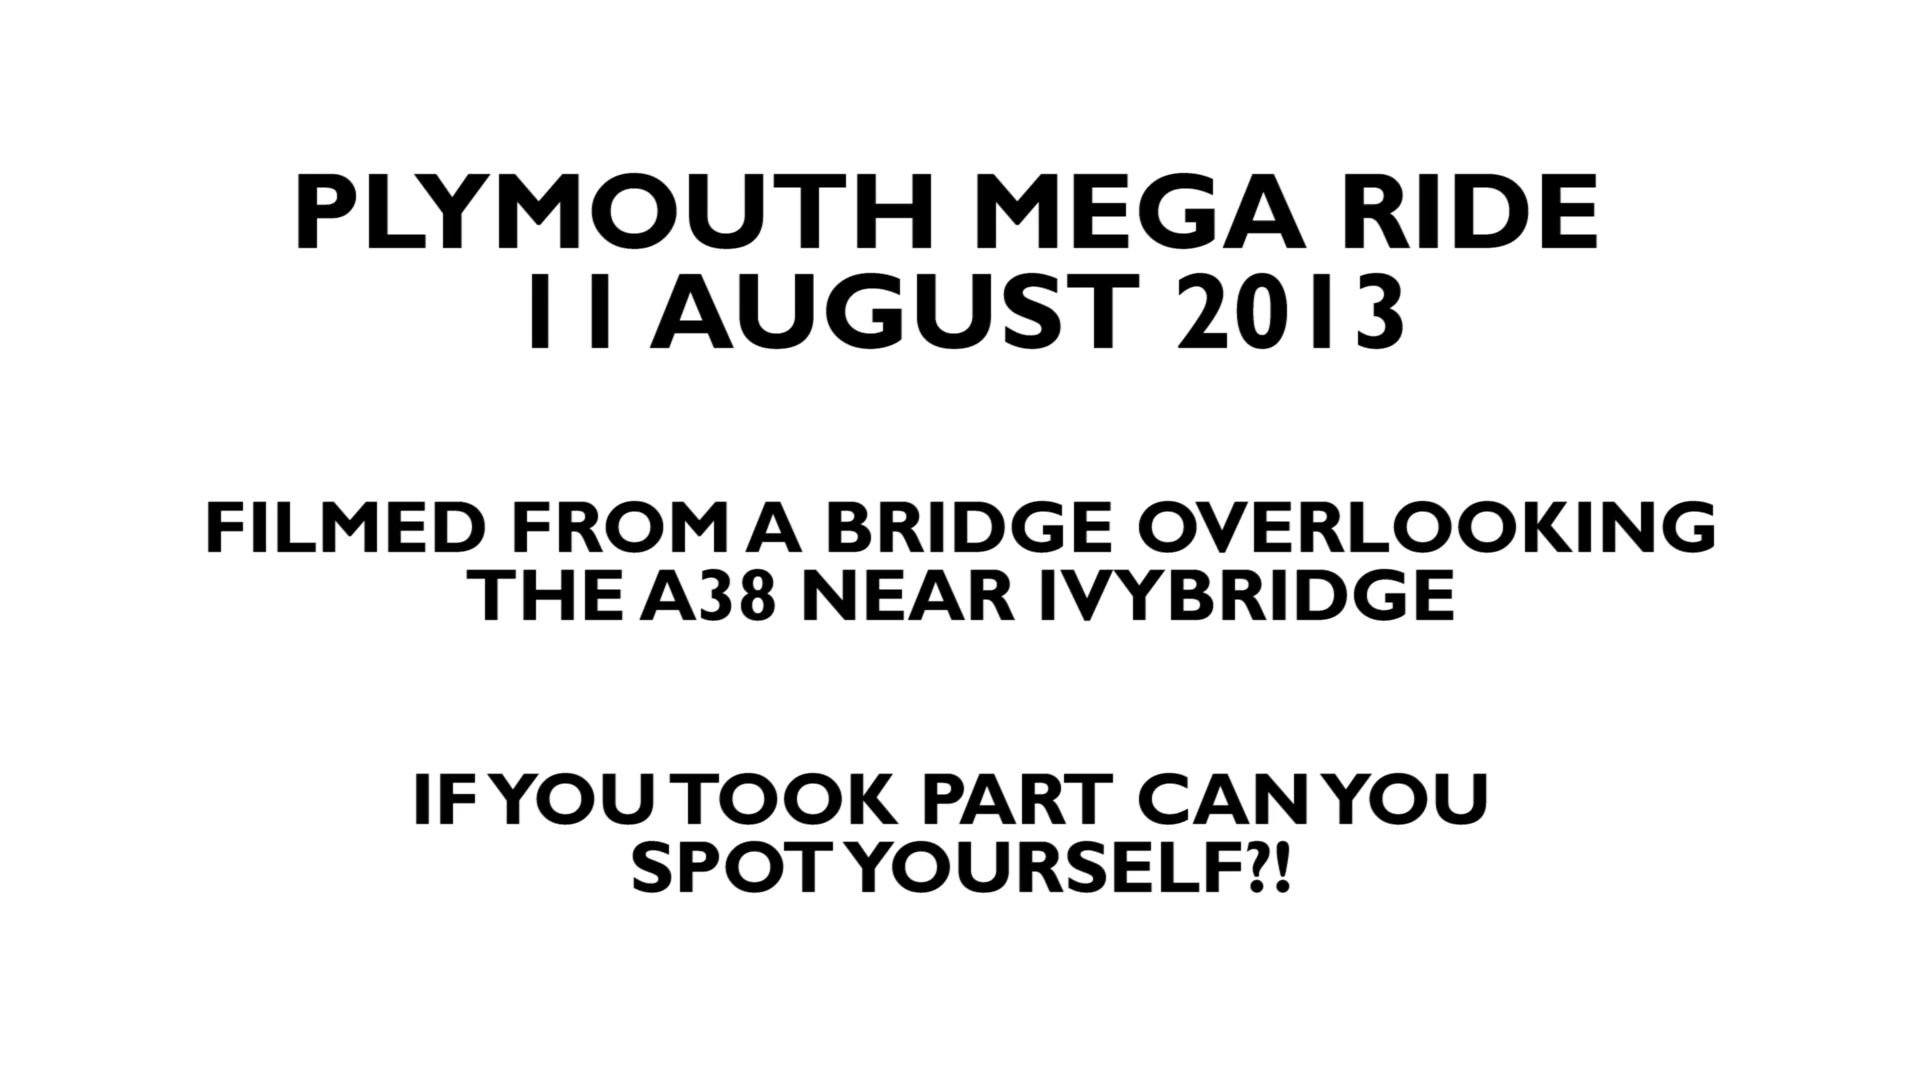 PLYMOUTH MEGA RIDE
11 AUGUST 2013
FILMED FROM A BRIDGE OVERLOOKING
THE A38 NEAR IVYBRIDGE
IF YOU TOOK PART CAN YOU
SPOT YOURSELF?!